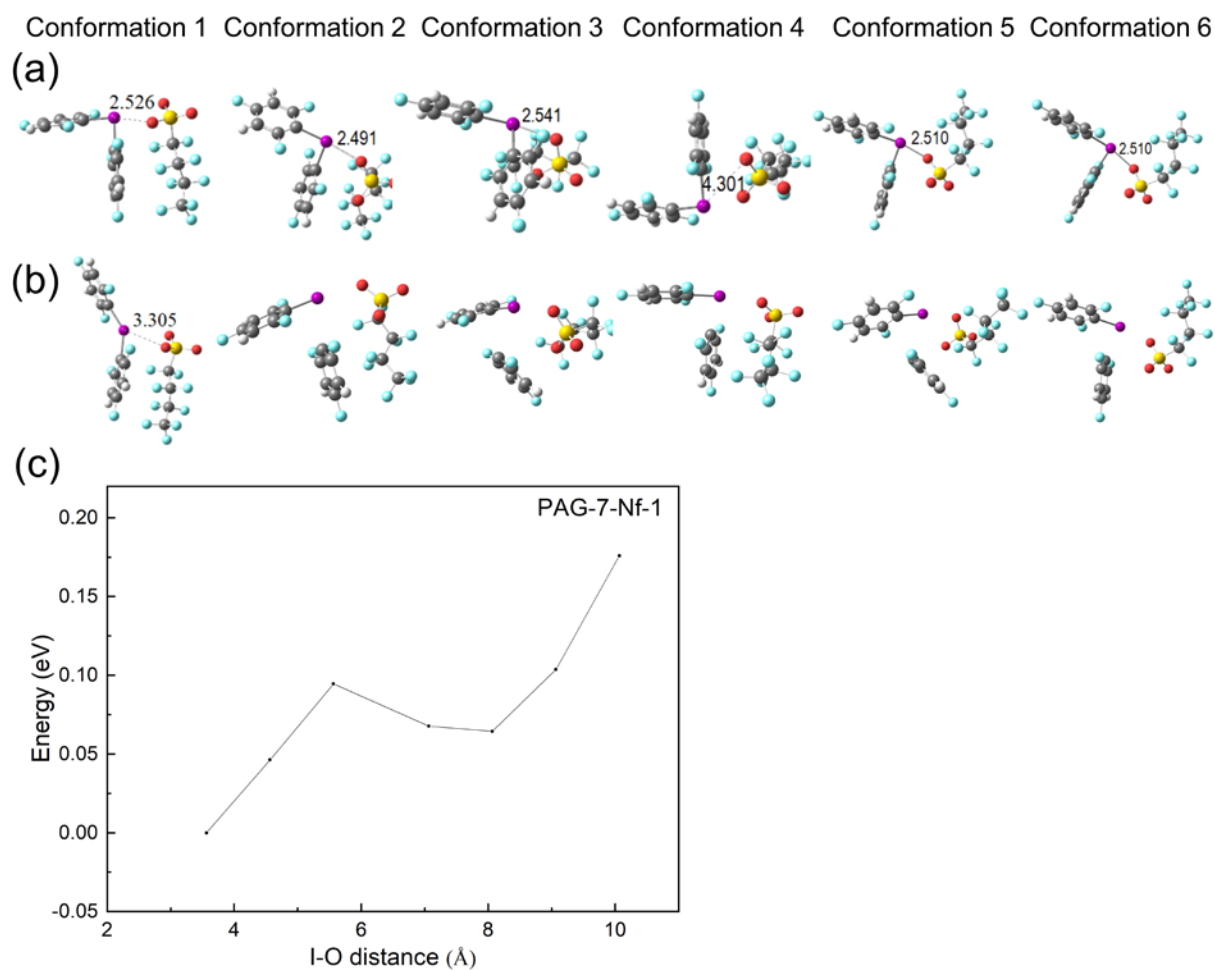 Conformation 1 Conformation 2 Conformation 3 Conformation 4 Conformation 5 Conformation 6
(a)
2.526
2.491
2.541
4.301
2.510
2.510
(b)
3.305
(c)
PAG-7-Nf-1
0.20
0.15
0.10
0.05
0.00
-0.05
Energy (eV)
2 4 6 8 10
I-O distance (Å)